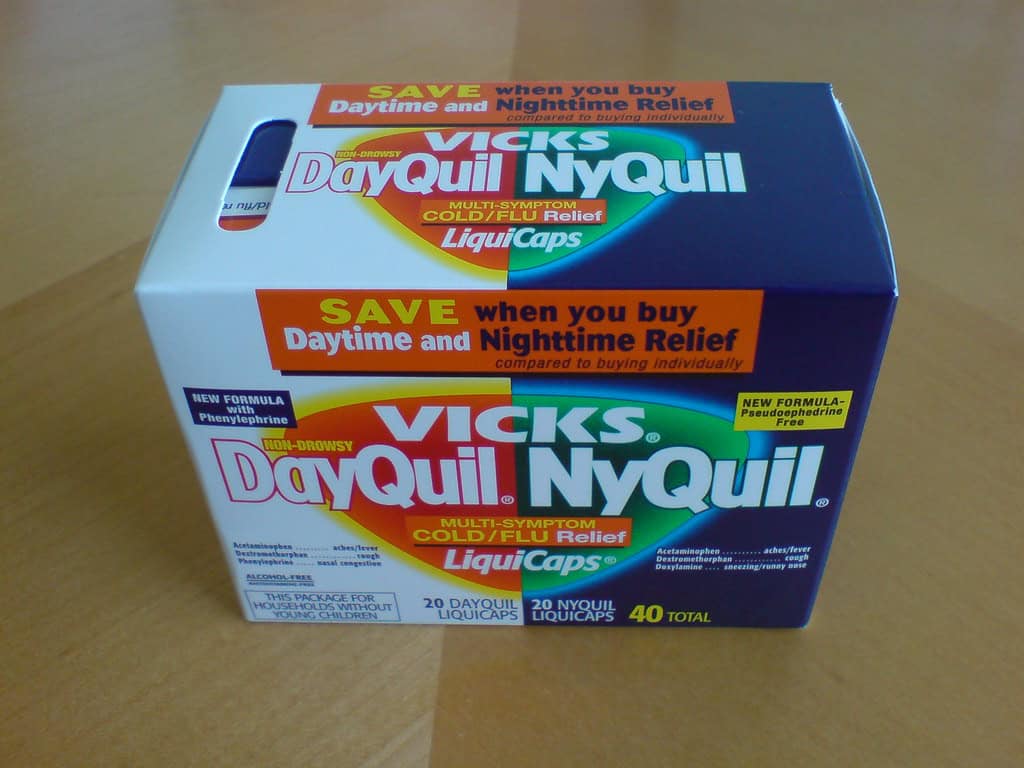 SAVE when you buy
Daytime and Nighttime Relief
compared to buying individually
VICKS
NON-DROWSY
DayQuil NyQuil
MULTI-SYMPTOM
COLD/FLU Relief
LiquiCaps
SAVE when you buy
Daytime and Nighttime Relief
compared to buying individually
NEW FORMULA
with
Phenylephrine
NEW FORMULA-
Pseudoephedrine
Free
VICKS®
NON-DROWSY
DayQuil® NyQuil®
MULTI-SYMPTOM
COLD/FLU Relief
LiquiCaps®
Acetaminophen ......... aches/fever
Dextromethorphan ............ cough
Phenylephrine ..... nasal congestion
ALCOHOL-FREE
ANTIHISTAMINE-FREE
THIS PACKAGE FOR
HOUSEHOLDS WITHOUT
YOUNG CHILDREN
Acetaminophen .......... aches/fever
Dextromethorphan ............ cough
Doxylamine .... sneezing/runny nose
20 DAYQUIL
LIQUICAPS
20 NYQUIL
LIQUICAPS
40 TOTAL